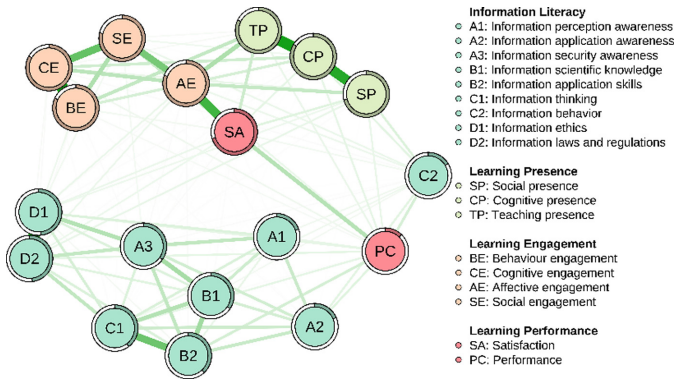 TP
SE
CP
CE
SP
AE
BE
SA
C2
D1
A1
A3
PC
D2
B1
C1
A2
B2
Information Literacy
A1: Information perception awareness
A2: Information application awareness
A3: Information security awareness
B1: Information scientific knowledge
B2: Information application skills
C1: Information thinking
C2: Information behavior
D1: Information ethics
D2: Information laws and regulations
Learning Presence
SP: Social presence
CP: Cognitive presence
TP: Teaching presence
Learning Engagement
BE: Behaviour engagement
CE: Cognitive engagement
AE: Affective engagement
SE: Social engagement
Learning Performance
SA: Satisfaction
PC: Performance